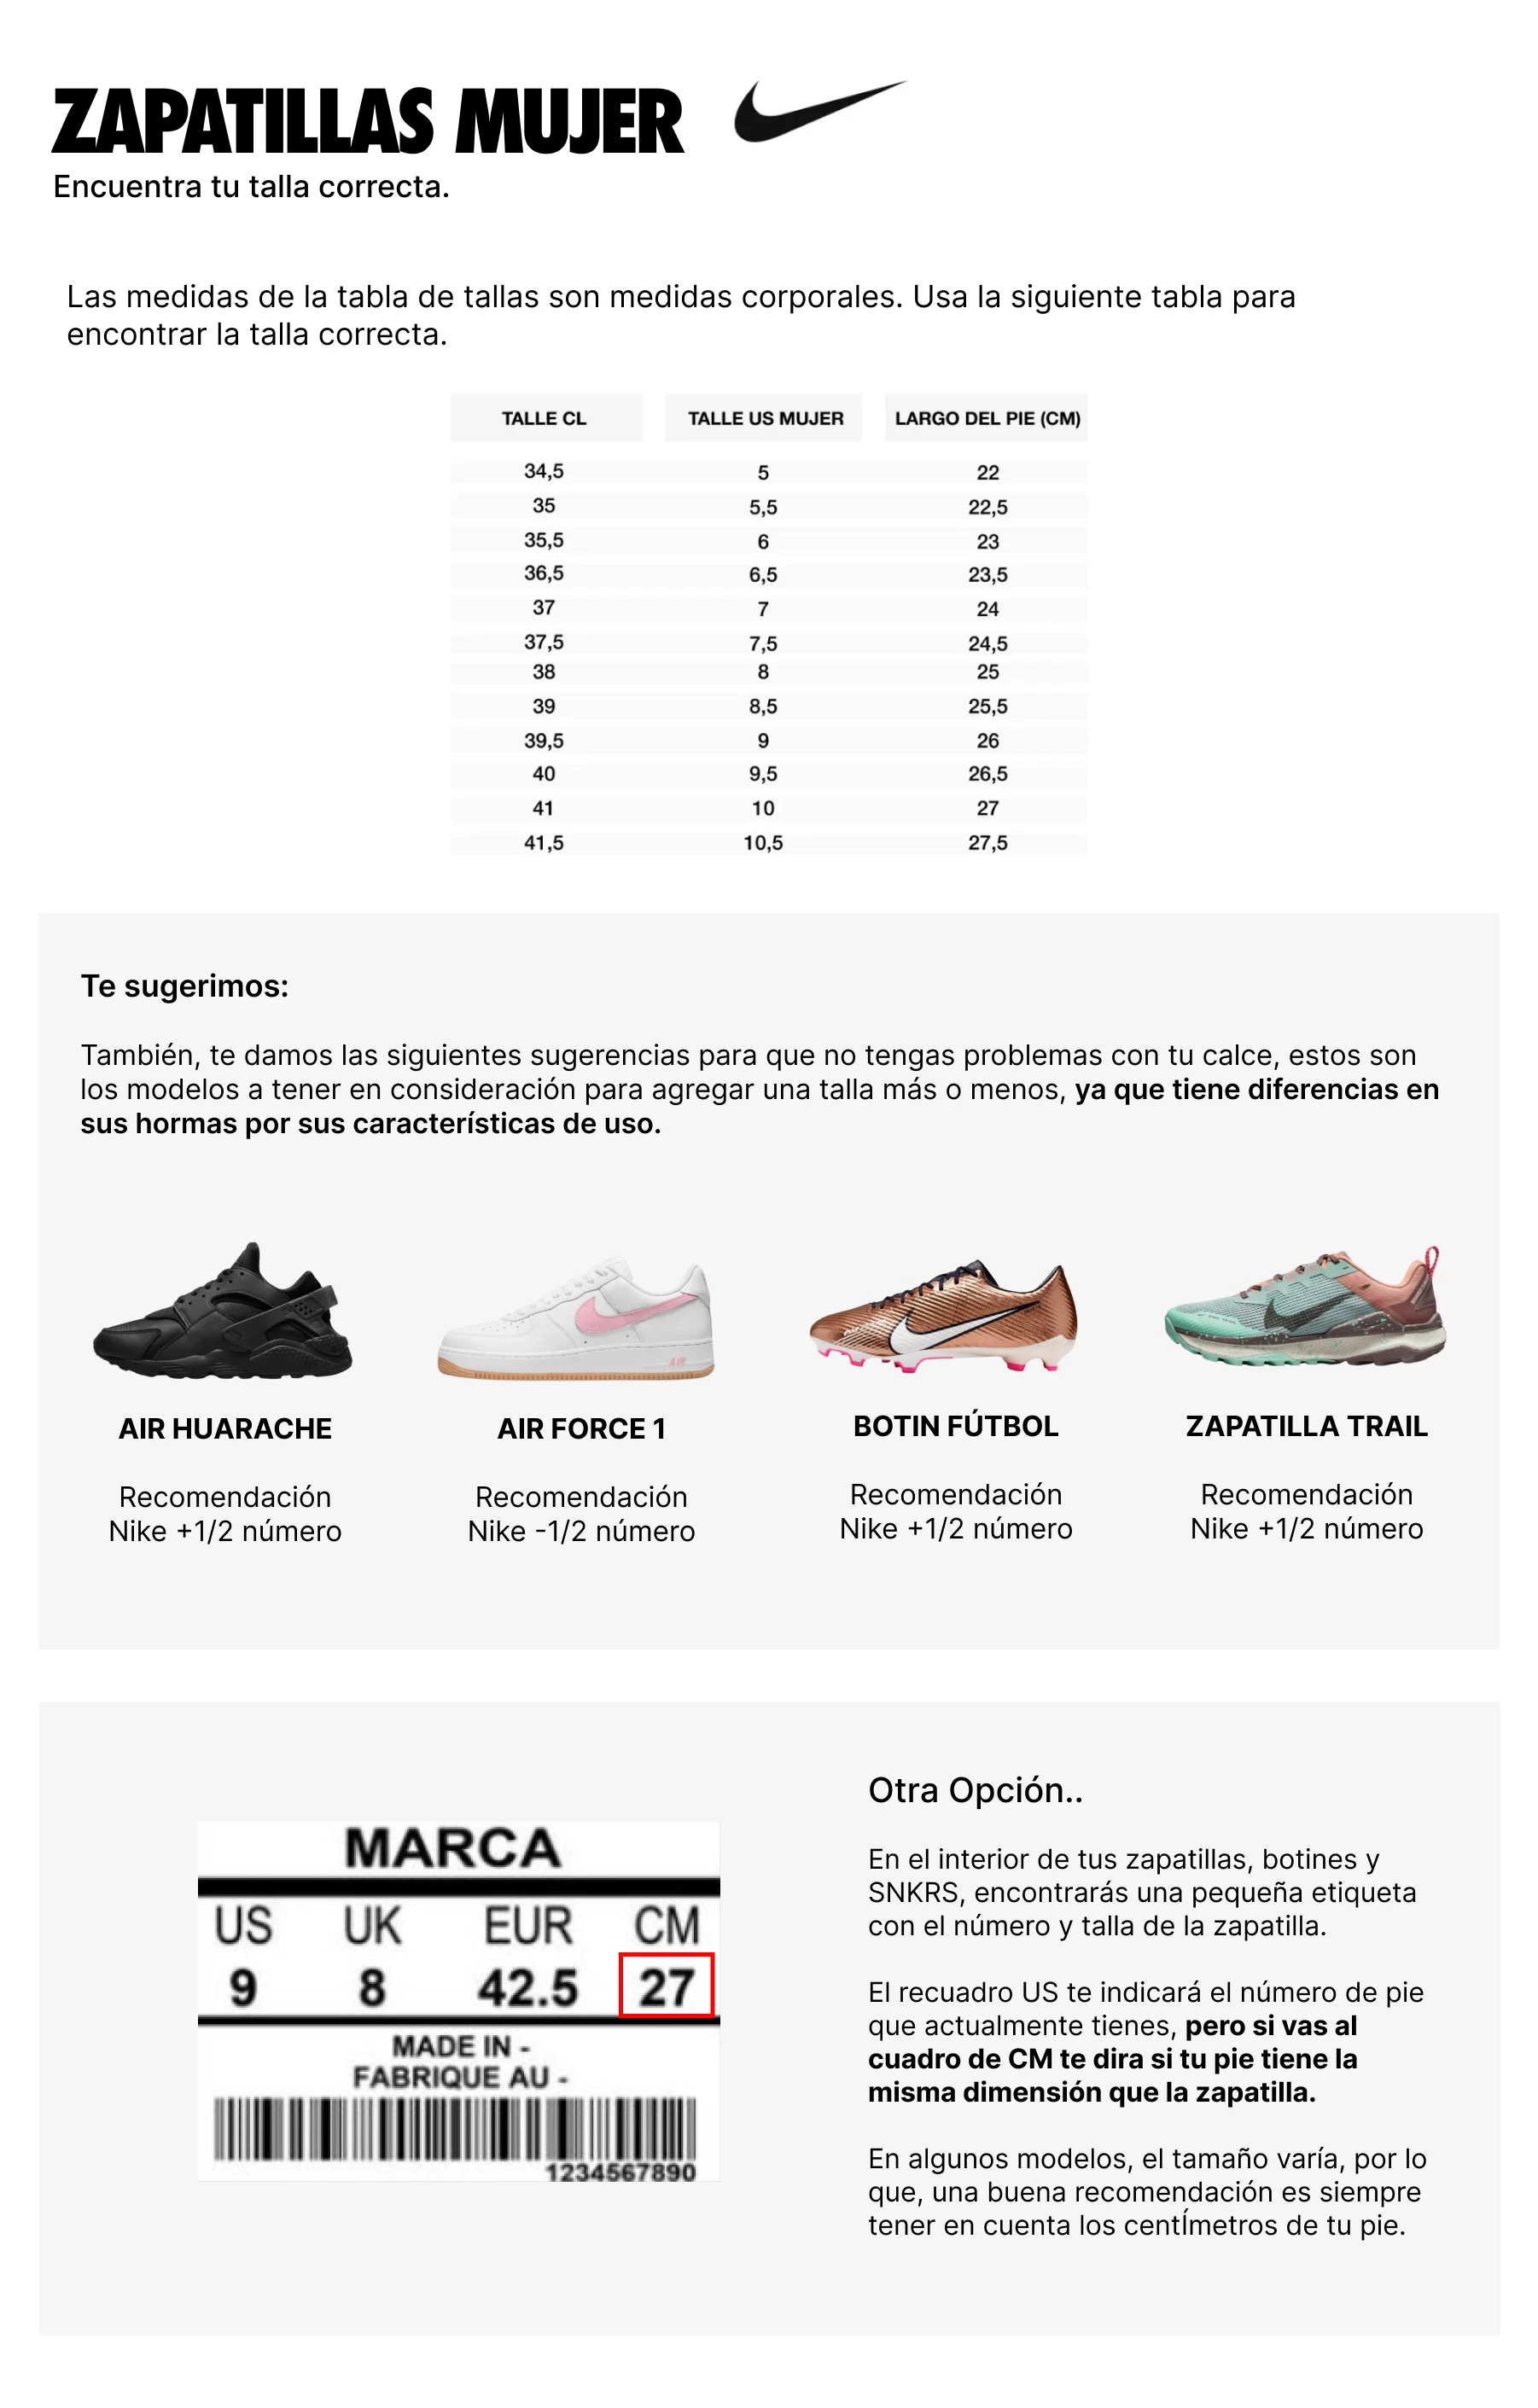 ZAPATILLAS MUJER
Encuentra tu talla correcta.
Las medidas de la tabla de tallas son medidas corporales. Usa la siguiente tabla para
encontrar la talla correcta.
TALLE CL TALLE US MUJER LARGO DEL PIE (CM)
34,5 5 22
35 5,5 22,5
35,5 6 23
36,5 6,5 23,5
37 7 24
37,5 7,5 24,5
38 8 25
39 8,5 25,5
39,5 9 26
40 9,5 26,5
41 10 27
41,5 10,5 27,5
Te sugerimos:
También, te damos las siguientes sugerencias para que no tengas problemas con tu calce, estos son
los modelos a tener en consideración para agregar una talla más o menos, ya que tiene diferencias en
sus hormas por sus características de uso.
AIR
AIR HUARACHE AIR FORCE 1 BOTIN FÚTBOL ZAPATILLA TRAIL
Recomendación Recomendación Recomendación Recomendación
Nike +1/2 número Nike -1/2 número Nike +1/2 número Nike +1/2 número
MARCA
US UK EUR CM
9 8 42.5 27
MADE IN -
FABRIQUE AU -
1234567890
Otra Opción..
En el interior de tus zapatillas, botines y
SNKRS, encontrarás una pequeña etiqueta
con el número y talla de la zapatilla.
El recuadro US te indicará el número de pie
que actualmente tienes, pero si vas al
cuadro de CM te dira si tu pie tiene la
misma dimensión que la zapatilla.
En algunos modelos, el tamaño varía, por lo
que, una buena recomendación es siempre
tener en cuenta los centÍmetros de tu pie.